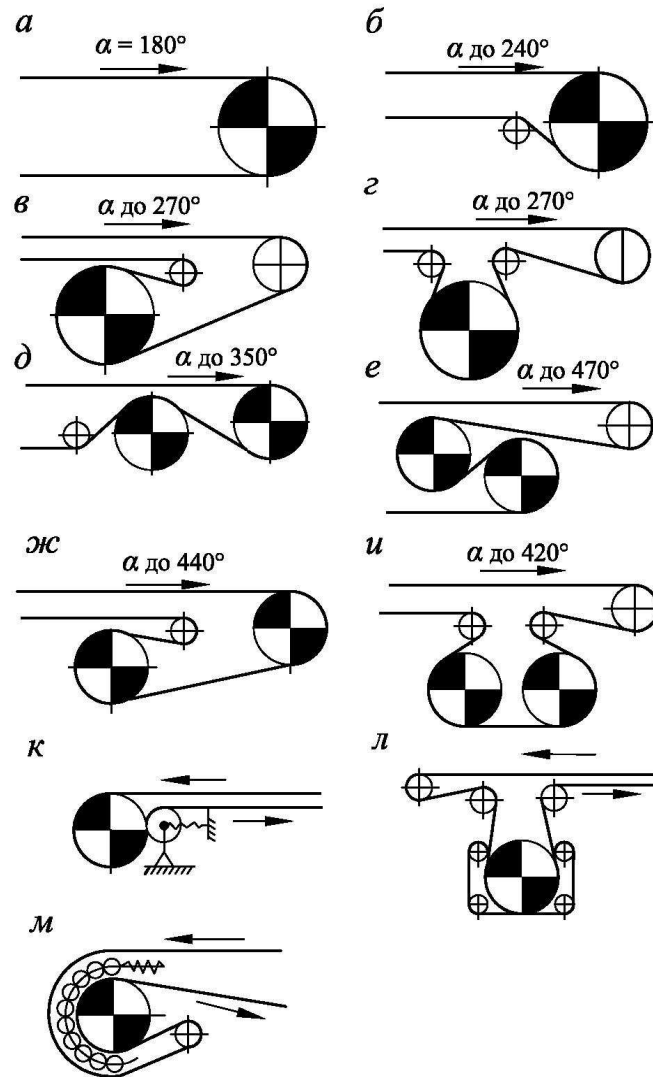 а
α = 180°
б
α до 240°
в
α до 270°
г
α до 270°
д
α до 350°
е
α до 470°
ж
α до 440°
и
α до 420°
к
л
м